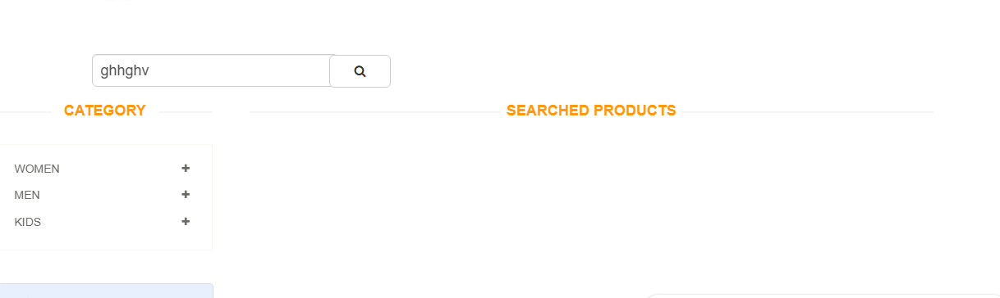 ghhghv
CATEGORY
SEARCHED PRODUCTS
WOMEN
MEN
KIDS